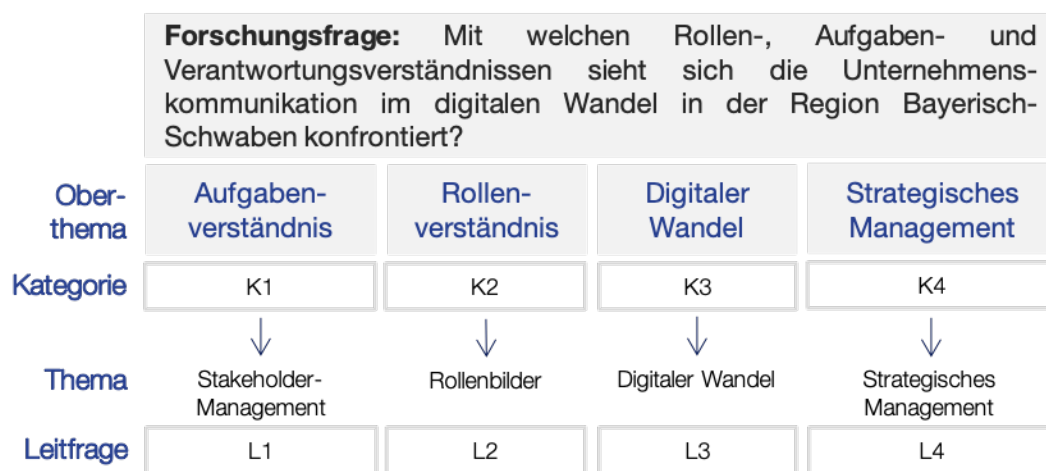 Forschungsfrage: Mit welchen Rollen-, Aufgaben- und
Verantwortungsverständnissen sieht sich die Unternehmens-
kommunikation im digitalen Wandel in der Region Bayerisch-
Schwaben konfrontiert?
Ober-
thema
Aufgaben-
verständnis
Rollen-
verständnis
Digitaler
Wandel
Strategisches
Management
Kategorie
K1
K2
K3
K4
Thema
Stakeholder-
Management
Rollenbilder
Digitaler Wandel
Strategisches
Management
Leitfrage
L1
L2
L3
L4